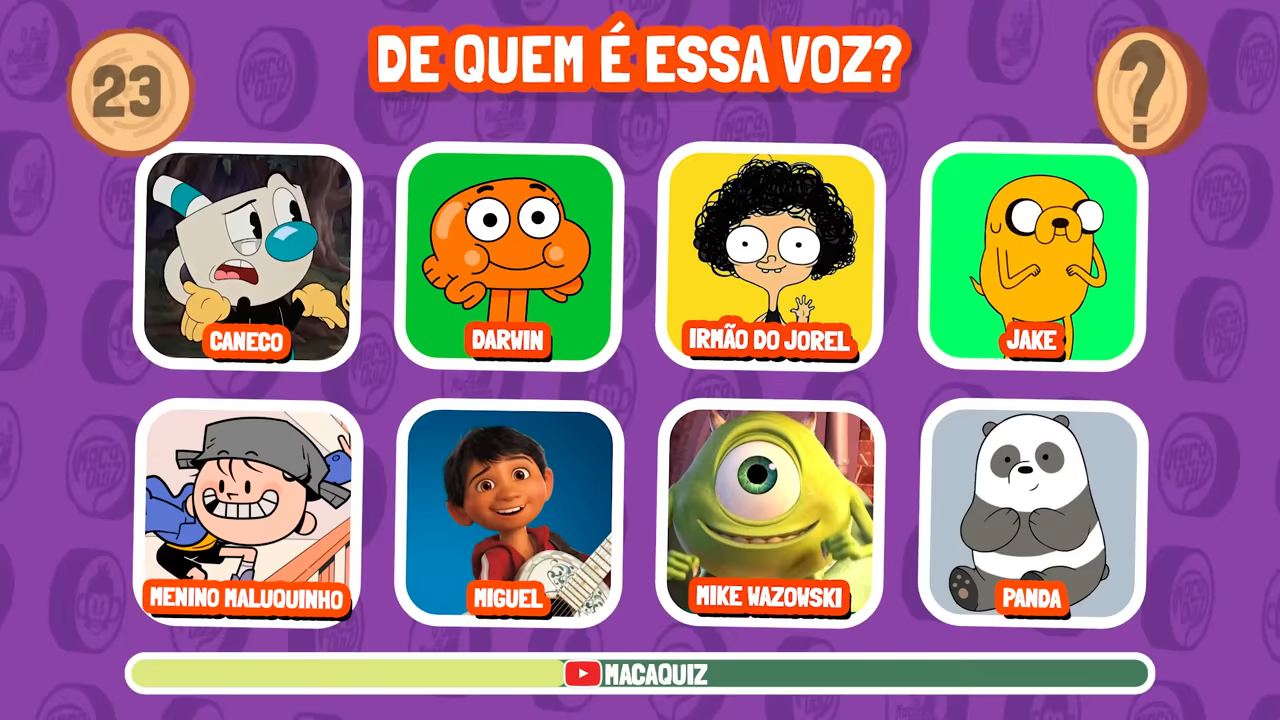 23
DE QUEM É ESSA VOZ?
?
CANECO
DARWIN
IRMÃO DO JOREL
JAKE
MENINO MALUQUINHO
MIGUEL
MIKE WAZOWSKI
PANDA
MACAQUIZ